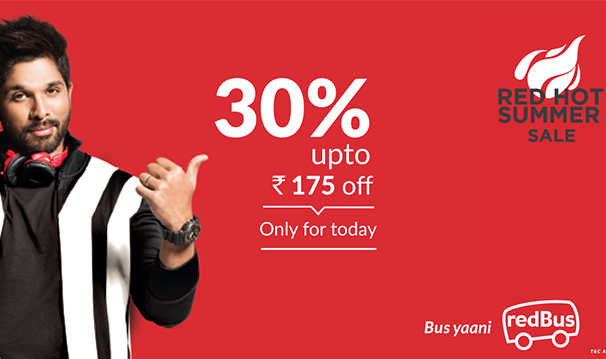 30%
upto
₹ 175 off
Only for today
RED HOT
SUMMER
SALE
Bus yaani
redBus
T&C A